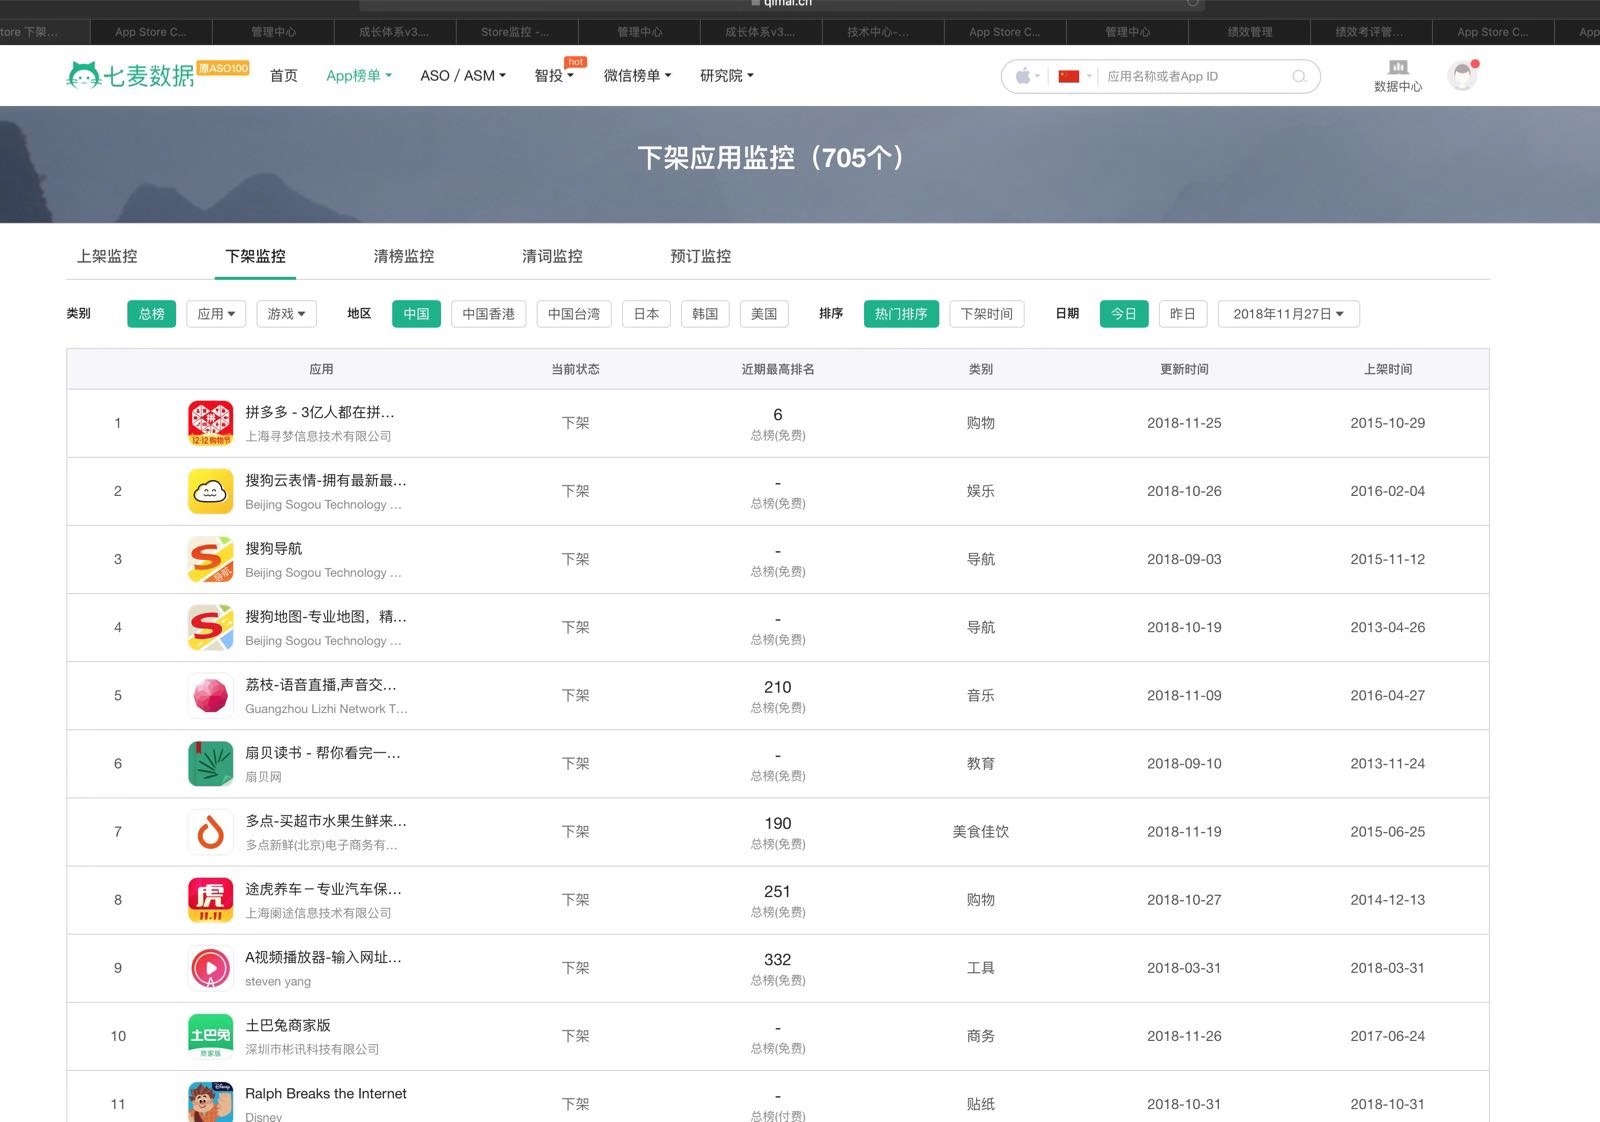 qimai.cn
tore 下架...
App Store C...
管理中心
成长体系v3....
Store监控 -...
管理中心
成长体系v3....
技术中心-...
App Store C...
管理中心
绩效管理
绩效考评管...
App Store C...
App
七麦数据 原ASO100
首页
App榜单
ASO / ASM
智投
hot
微信榜单
研究院
应用名称或者App ID
数据中心
下架应用监控（705个）
上架监控
下架监控
清榜监控
清词监控
预订监控
类别 总榜 应用 游戏 地区 中国 中国香港 中国台湾 日本 韩国 美国 排序 热门排序 下架时间 日期 今日 昨日 2018年11月27日
应用 当前状态 近期最高排名 类别 更新时间 上架时间
1
12·12 购物节
拼多多 - 3亿人都在拼...
上海寻梦信息技术有限公司
下架
6
总榜(免费)
购物
2018-11-25
2015-10-29
2
搜狗云表情-拥有最新最...
Beijing Sogou Technology ...
下架
-
总榜(免费)
娱乐
2018-10-26
2016-02-04
3
导航
搜狗导航
Beijing Sogou Technology ...
下架
-
总榜(免费)
导航
2018-09-03
2015-11-12
4
搜狗地图-专业地图，精...
Beijing Sogou Technology ...
下架
-
总榜(免费)
导航
2018-10-19
2013-04-26
5
荔枝-语音直播,声音交...
Guangzhou Lizhi Network T...
下架
210
总榜(免费)
音乐
2018-11-09
2016-04-27
6
扇贝读书 - 帮你看完一...
扇贝网
下架
-
总榜(免费)
教育
2018-09-10
2013-11-24
7
多点-买超市水果生鲜来...
多点新鲜(北京)电子商务有...
下架
190
总榜(免费)
美食佳饮
2018-11-19
2015-06-25
8
虎
11.11
途虎养车－专业汽车保...
上海阑途信息技术有限公司
下架
251
总榜(免费)
购物
2018-10-27
2014-12-13
9
A视频播放器-输入网址...
steven yang
下架
332
总榜(免费)
工具
2018-03-31
2018-03-31
10
土巴兔
商家版
土巴兔商家版
深圳市彬讯科技有限公司
下架
-
总榜(免费)
商务
2018-11-26
2017-06-24
11
Disney
Ralph Breaks the Internet
Disney
下架
-
总榜(付费)
贴纸
2018-10-31
2018-10-31